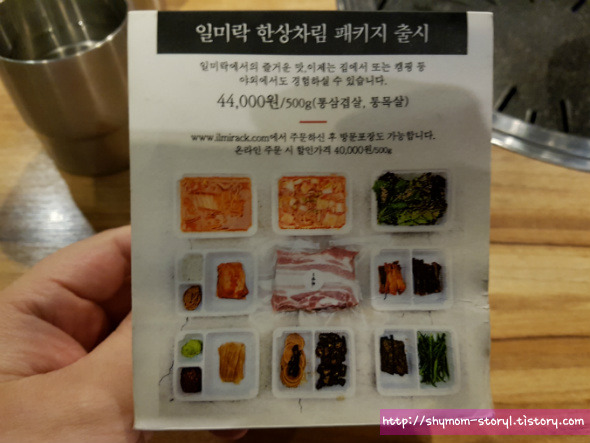 일미락 한상차림 패키지 출시
일미락에서의 즐거운 맛,이제는 집에서 또는 캠핑 등
야외에서도 경험하실 수 있습니다.
44,000원/500g(통삼겹살, 통목살)
www.ilmirack.com에서 주문하신 후 방문포장도 가능합니다.
온라인 주문 시 할인가격 40,000원/500g
http://shymom-story1.tistory.com